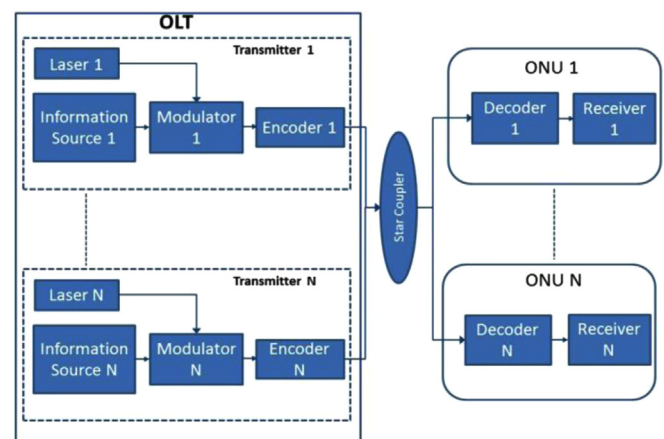 OLT
Transmitter 1
Laser 1
Information
Source 1
Modulator
1
Encoder 1
Star Coupler
ONU 1
Decoder
1
Receiver
1
Transmitter N
Laser N
Information
Source N
Modulator
N
Encoder
N
ONU N
Decoder
N
Receiver
N